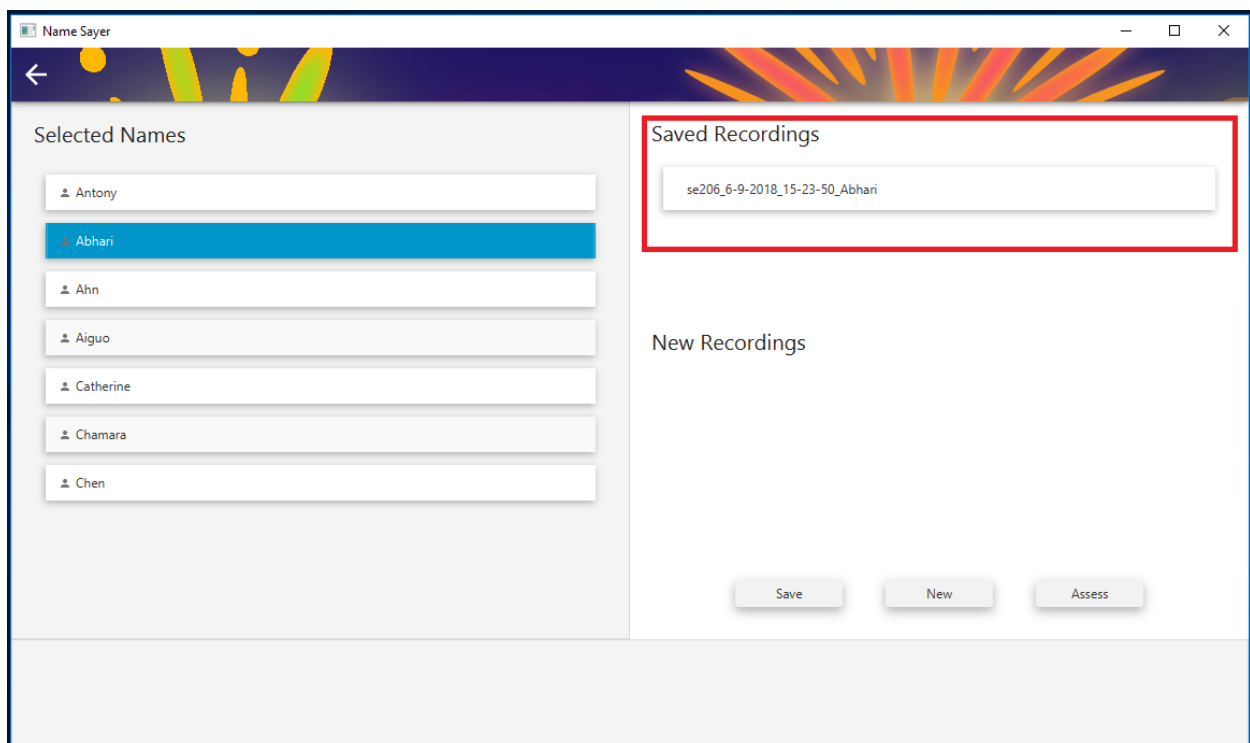 Name Sayer
Selected Names
Antony
Abhari
Ahn
Aiguo
Catherine
Chamara
Chen
Saved Recordings
se206_6-9-2018_15-23-50_Abhari
New Recordings
Save New Assess